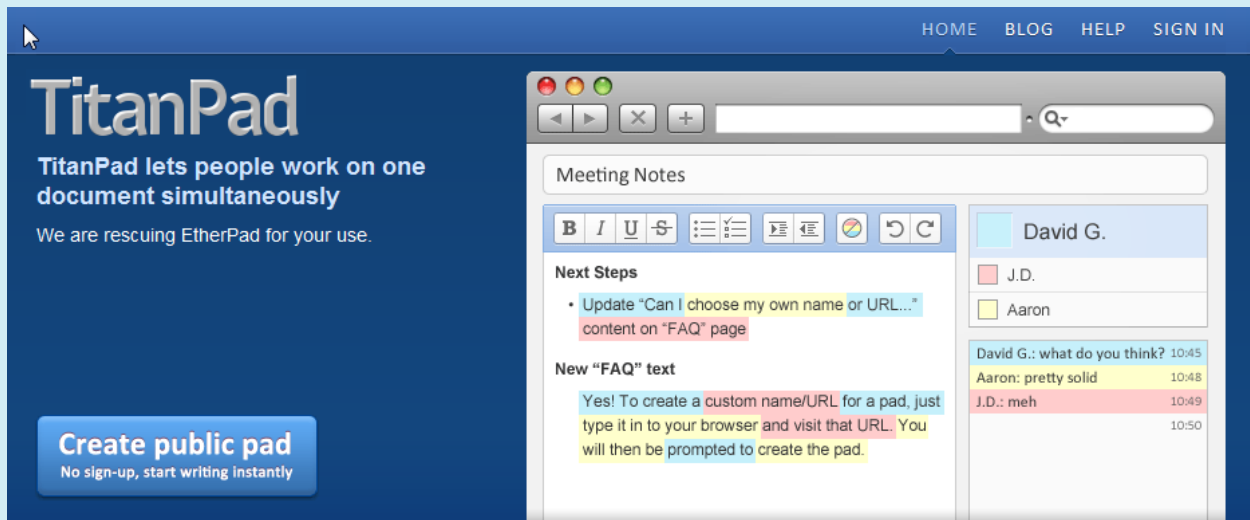 HOME BLOG HELP SIGN IN
TitanPad
TitanPad lets people work on one
document simultaneously
We are rescuing EtherPad for your use.
Create public pad
No sign-up, start writing instantly
Meeting Notes
B I U S
Next Steps
• Update “Can I choose my own name or URL...”
content on “FAQ” page
New “FAQ” text
Yes! To create a custom name/URL for a pad, just
type it in to your browser and visit that URL. You
will then be prompted to create the pad.
David G.
J.D.
Aaron
David G.: what do you think? 10:45
Aaron: pretty solid 10:48
J.D.: meh 10:49
10:50